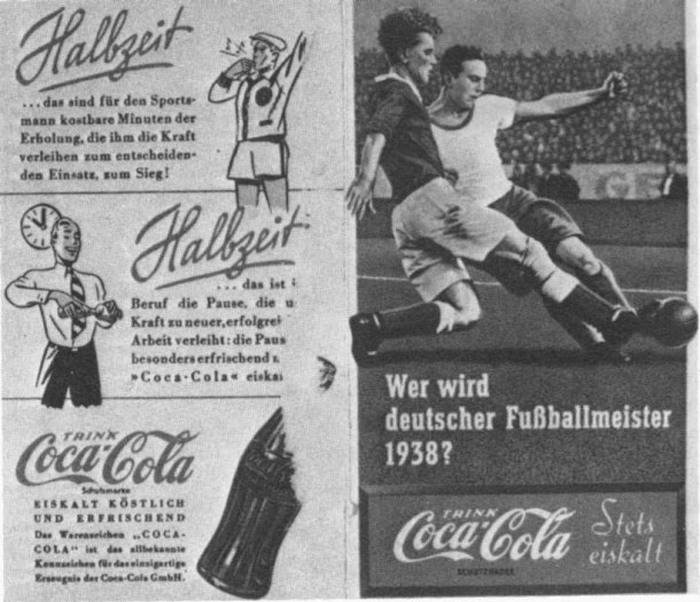 Halbzeit
...das sind für den Sports-
mann kostbare Minuten der
Erholung, die ihm die Kraft
verleihen zum entscheiden-
den Einsatz, zum Sieg!
Halbzeit
...das ist i
Beruf die Pause, die u
Kraft zu neuer, erfolgrei
Arbeit verleiht: die Paus
besonders erfrischend
»Coca-Cola« eiska
TRINK
Coca-Cola
Schutzmarke
EISKALT KÖSTLICH
UND ERFRISCHEND
Das Warenzeichen „COCA-
COLA" ist das allbekannte
Kennzeichen für das einzigartige
Erzeugnis der Coca-Cola GmbH.
GE
Wer wird
deutscher Fußballmeister
1938?
TRINK
Coca-Cola
SCHUTZMARKE
Stets
eiskalt